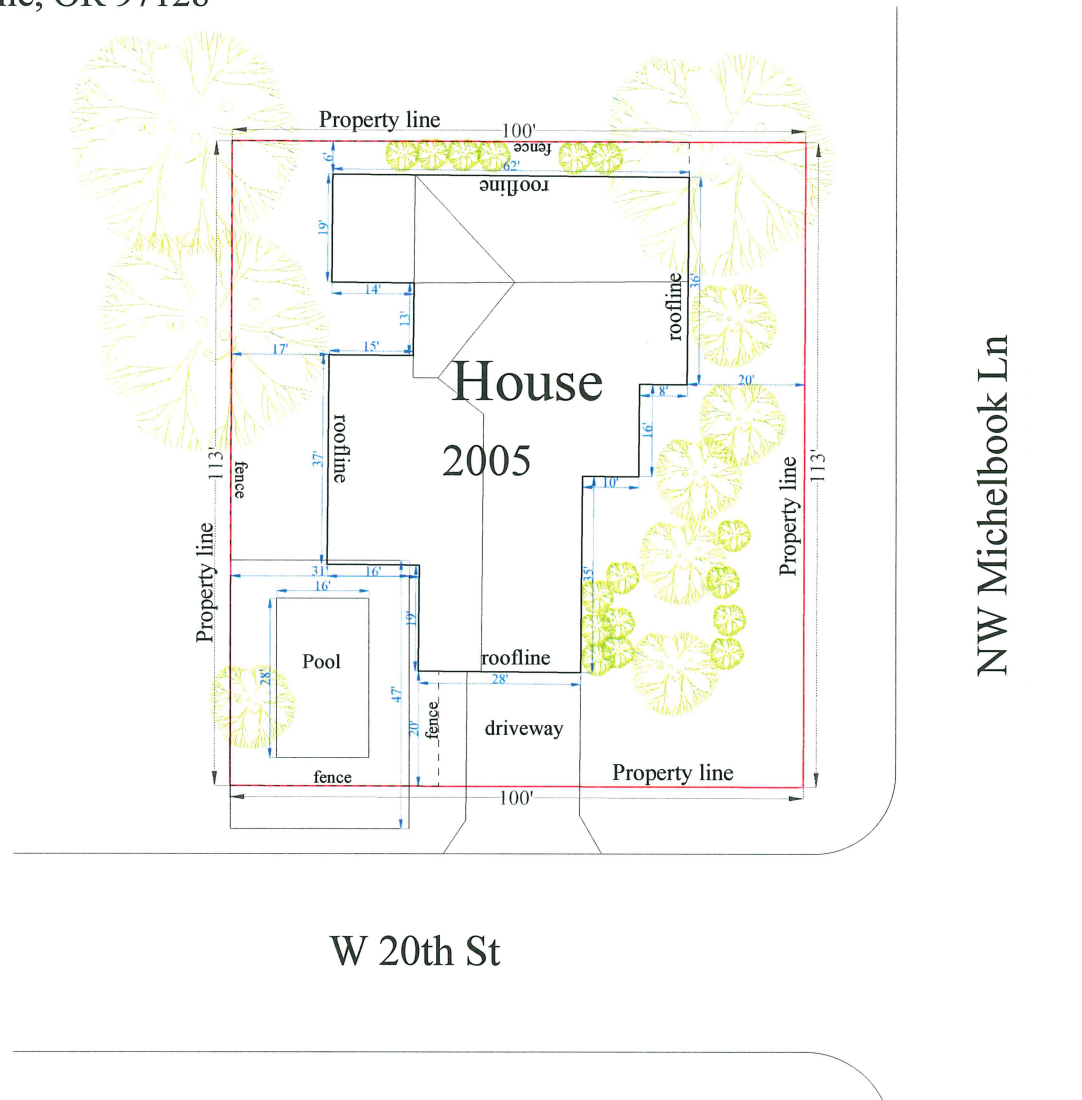 OR 97128
Property line
100'
fence
6'
62'
roofline
19'
14'
13'
36'
roofline
17'
15'
House
20'
8'
16'
2005
roofline
37'
113'
fence
113'
Property line
10'
Property line
31'
16'
16'
35'
19'
Pool
28'
roofline
28'
47'
20'
fence
driveway
fence
Property line
100'
NW Michelbook Ln
W 20th St